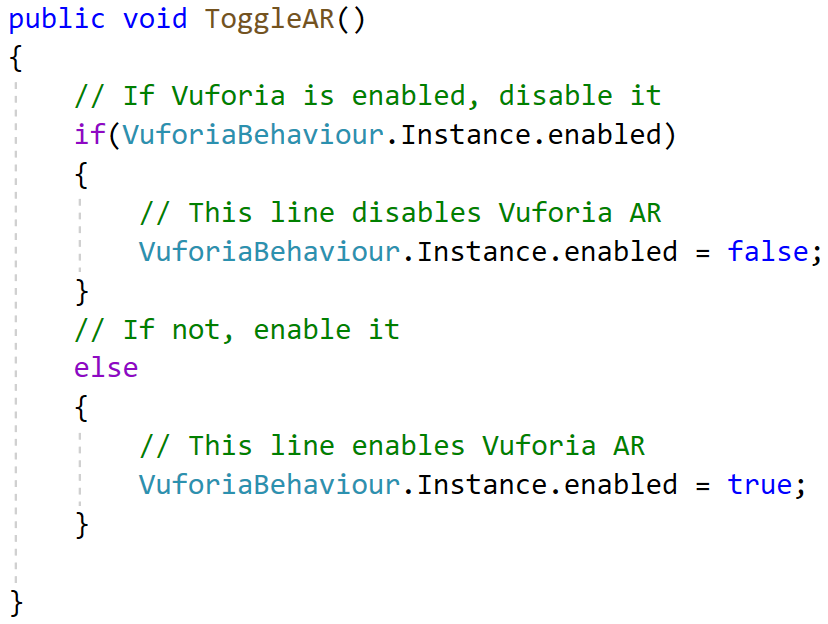 public void ToggleAR()
{
    // If Vuforia is enabled, disable it
    if(VuforiaBehaviour.Instance.enabled)
    {
        // This line disables Vuforia AR
        VuforiaBehaviour.Instance.enabled = false;
    }
    // If not, enable it
    else
    {
        // This line enables Vuforia AR
        VuforiaBehaviour.Instance.enabled = true;
    }

}